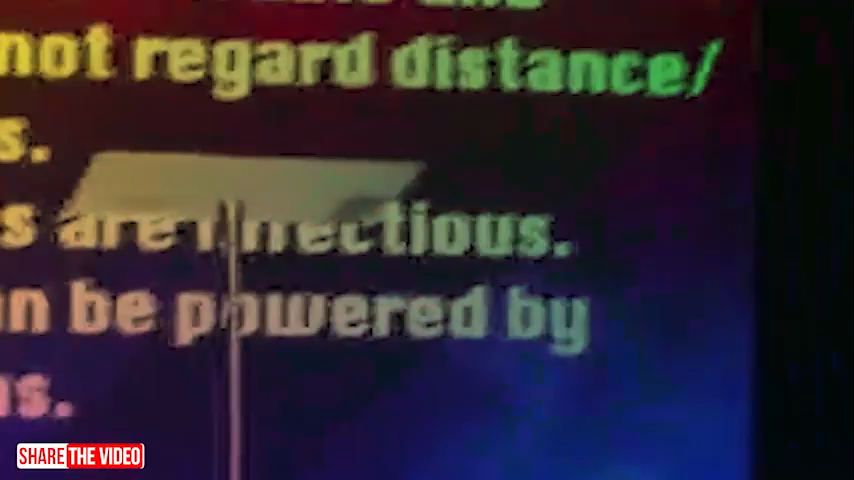 not regard distance/
s.
s are infectious.
n be powered by
ns.
SHARE THE VIDEO